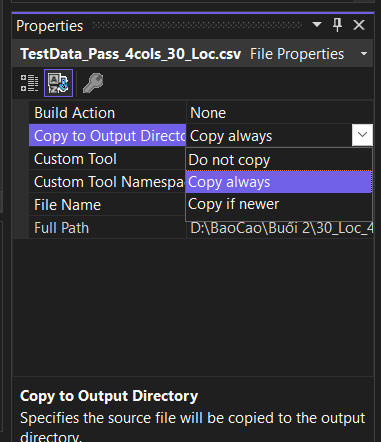 Properties
TestData_Pass_4cols_30_Loc.csv File Properties
Build Action None
Copy to Output Directo Copy always
Do not copy
Custom Tool
Copy always
Custom Tool Namespa
Copy if newer
File Name
Full Path D:\BaoCao\Buổi 2\30_Loc_4
Copy to Output Directory
Specifies the source file will be copied to the output
directory.